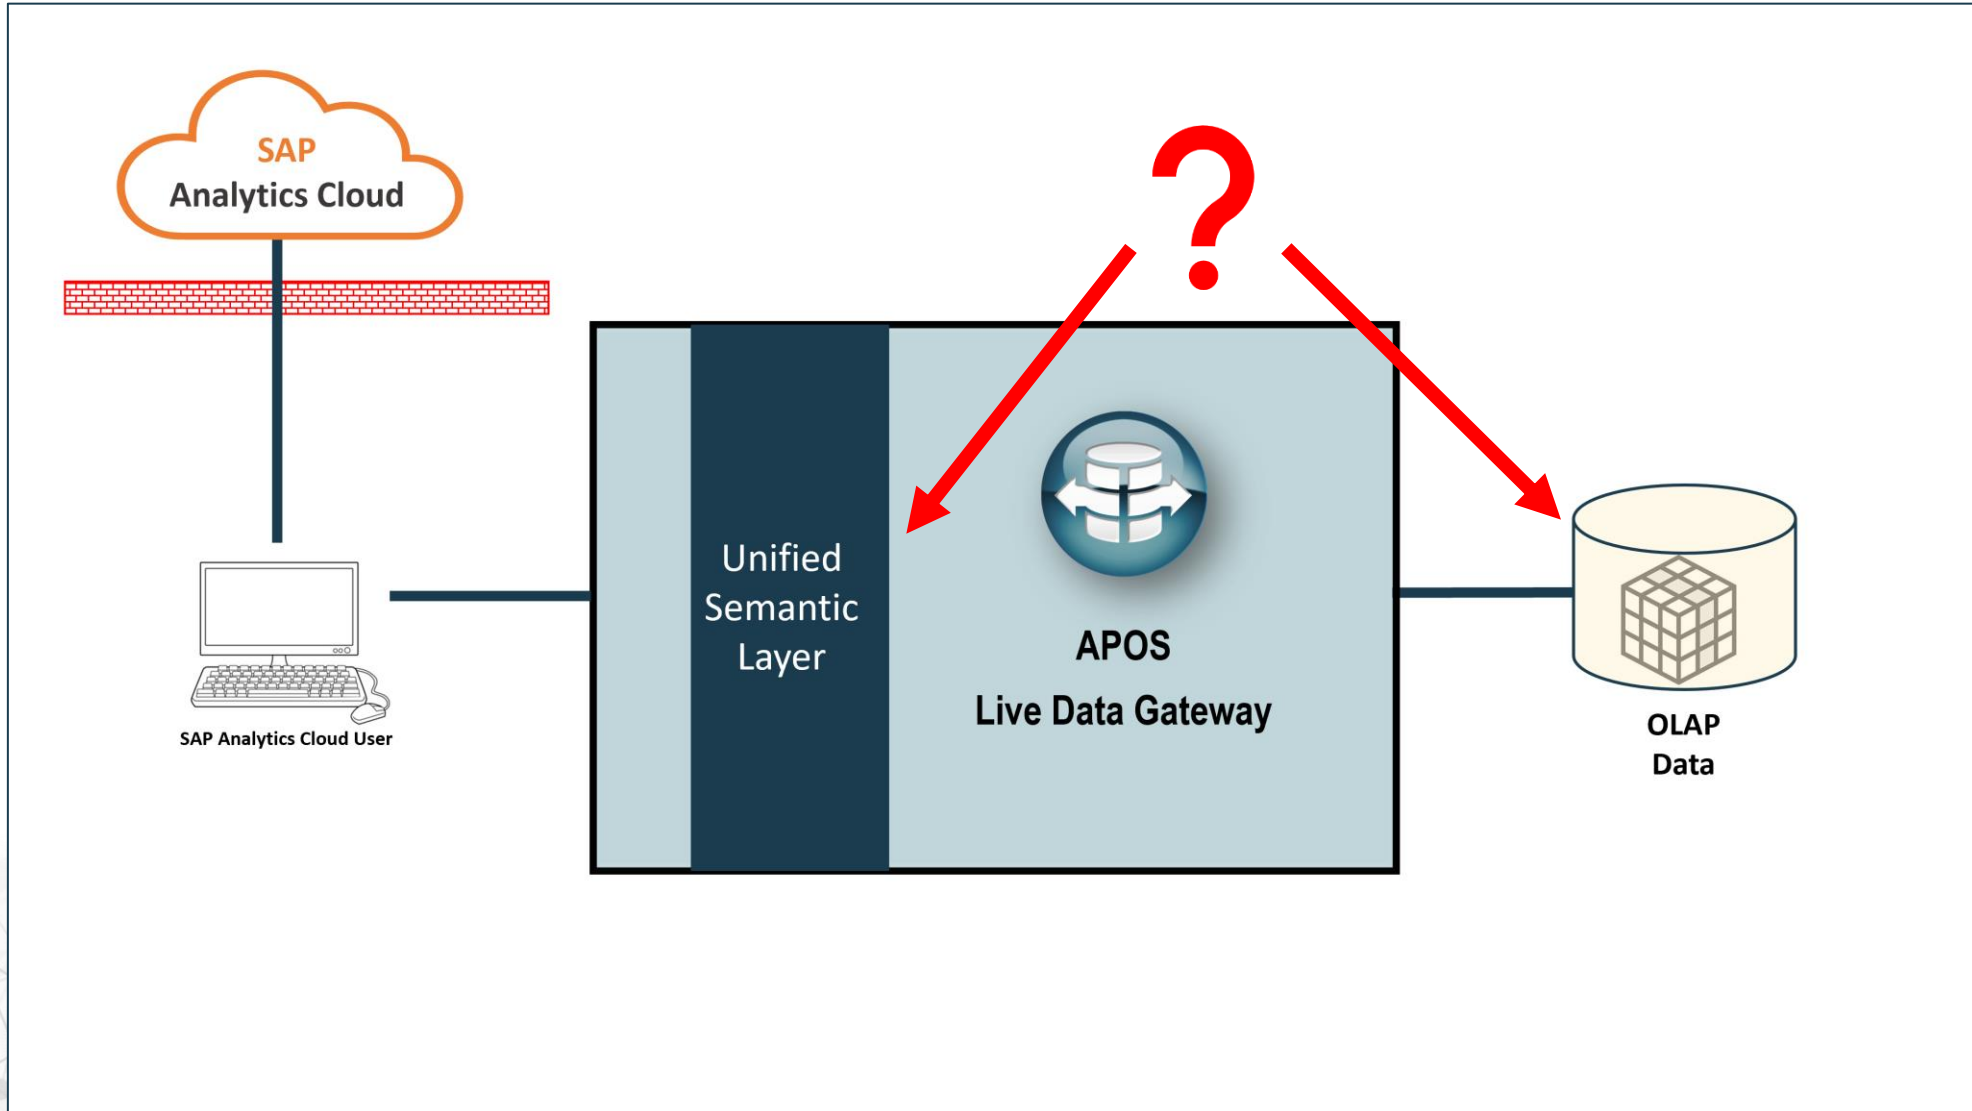 SAP
Analytics Cloud
?
Unified
Semantic
Layer
APOS
Live Data Gateway
SAP Analytics Cloud User
OLAP
Data